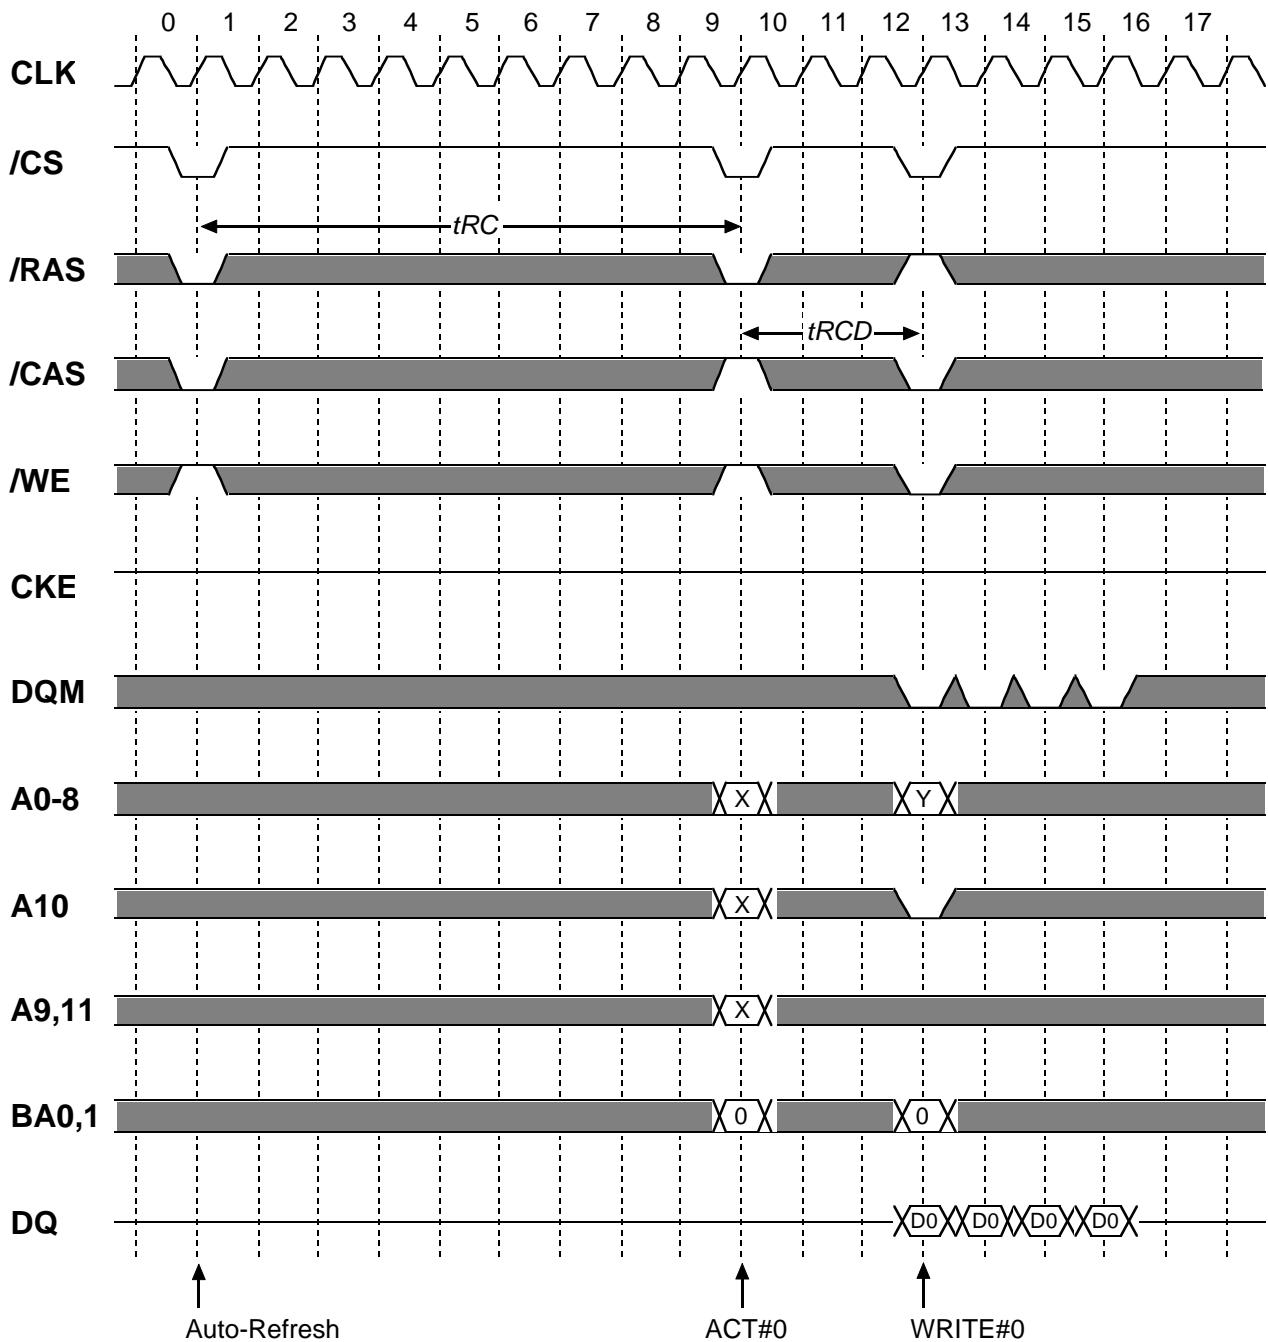 0 1 2 3 4 5 6 7 8 9 10 11 12 13 14 15 16 17
CLK
/CS
tRC
/RAS
tRCD
/CAS
/WE
CKE
DQM
A0-8 X Y
A10 X
A9,11 X
BA0,1 0 0
DQ D0 D0 D0 D0
Auto-Refresh ACT#0 WRITE#0